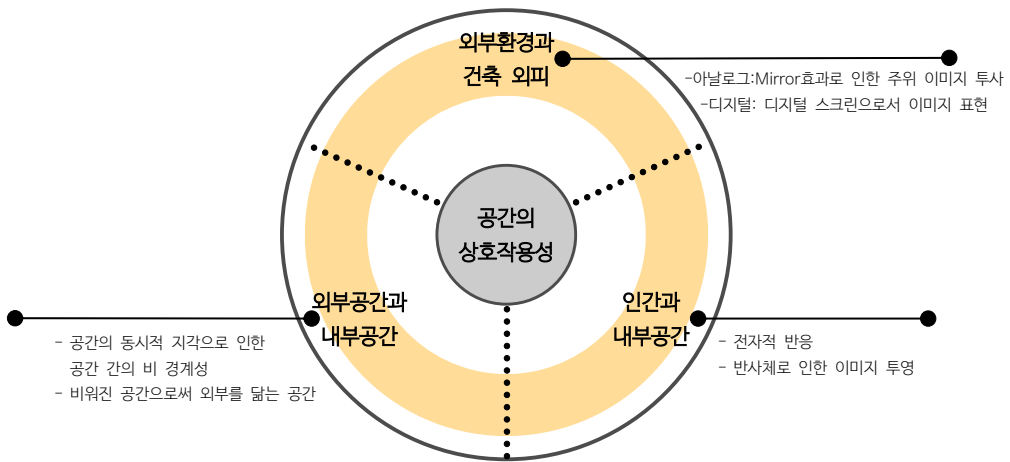 외부환경과
건축 외피
-아날로그:Mirror효과로 인한 주위 이미지 투사
-디지털: 디지털 스크린으로서 이미지 표현
공간의
상호작용성
외부공간과
내부공간
- 공간의 동시적 지각으로 인한
공간 간의 비 경계성
- 비워진 공간으로써 외부를 닮는 공간
인간과
내부공간
- 전자적 반응
- 반사체로 인한 이미지 투영